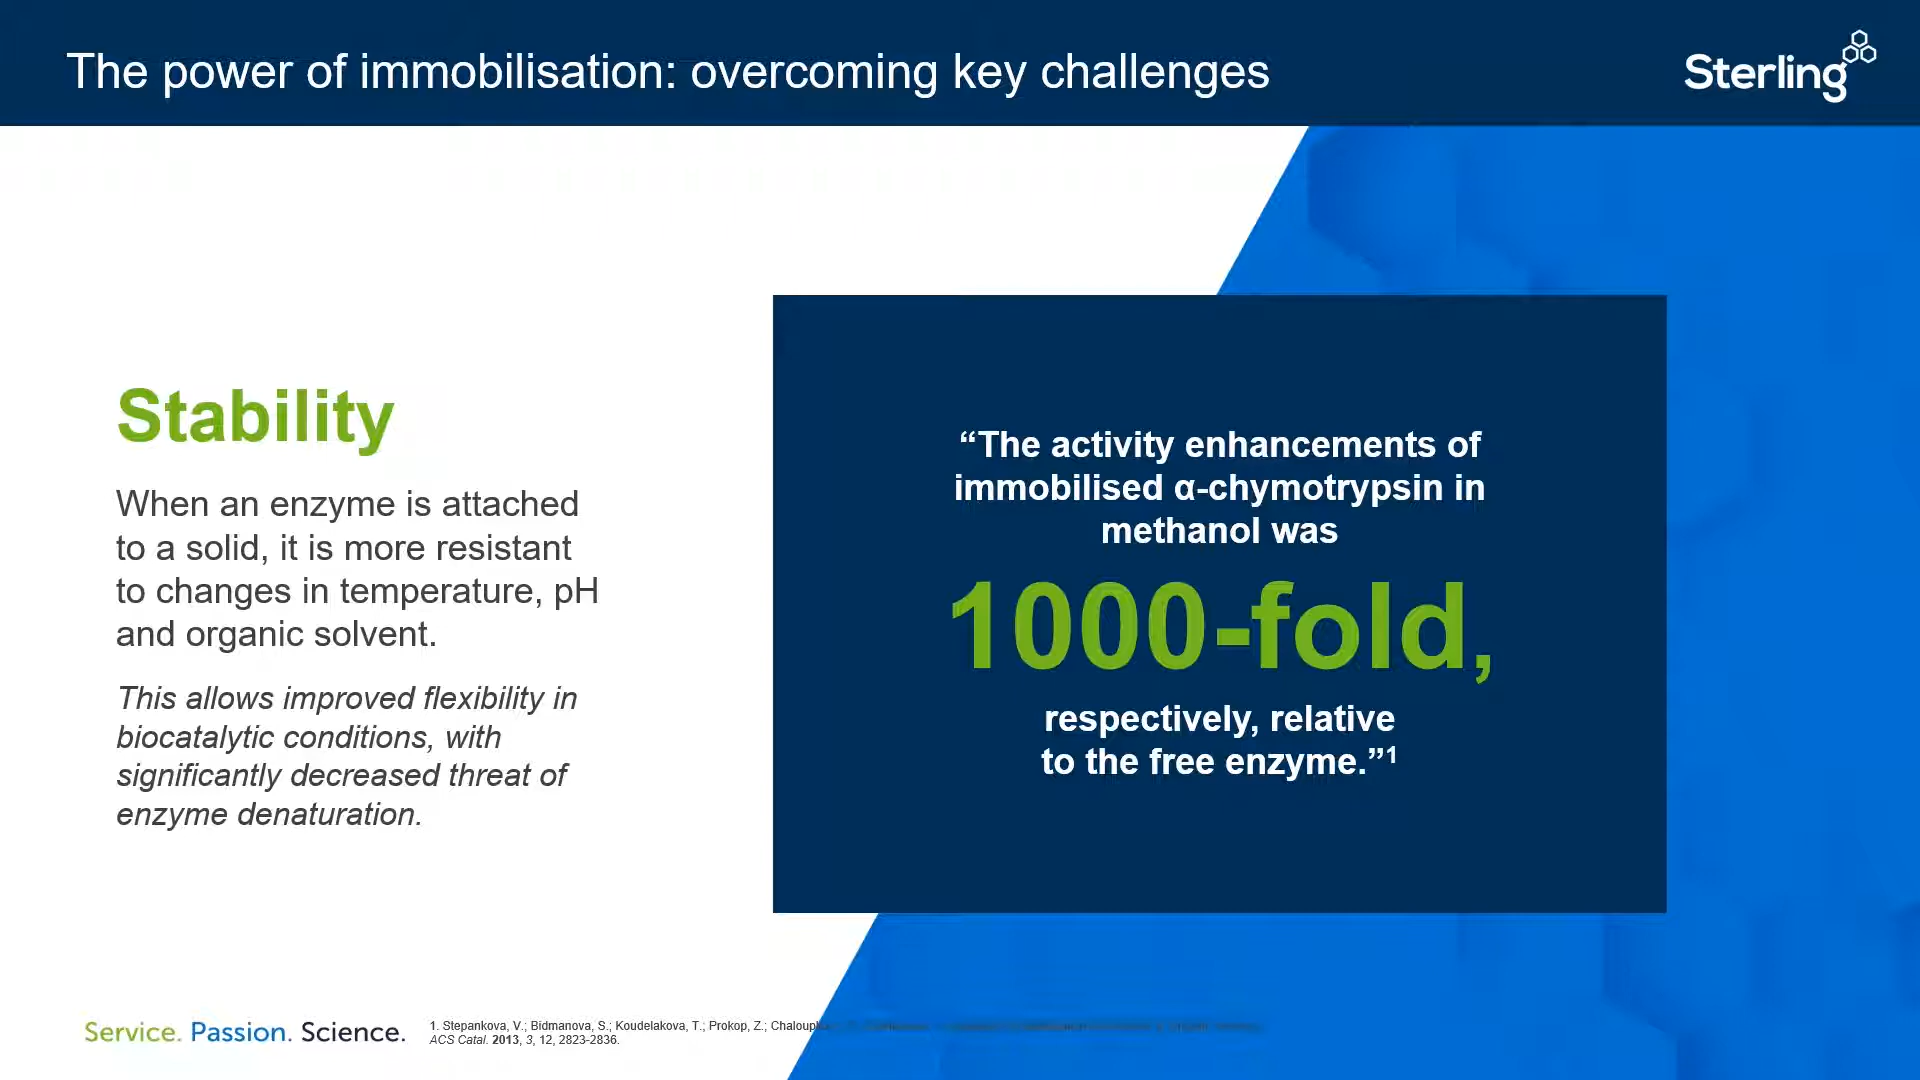 The power of immobilisation: overcoming key challenges
Sterling
Stability
When an enzyme is attached
to a solid, it is more resistant
to changes in temperature, pH
and organic solvent.
This allows improved flexibility in
biocatalytic conditions, with
significantly decreased threat of
enzyme denaturation.
“The activity enhancements of
immobilised α-chymotrypsin in
methanol was
1000-fold,
respectively, relative
to the free enzyme.”1
Service. Passion. Science.
1. Stepankova, V.; Bidmanova, S.; Koudelakova, T.; Prokop, Z.;
ACS Catal. 2013, 3, 12, 2823-2836.